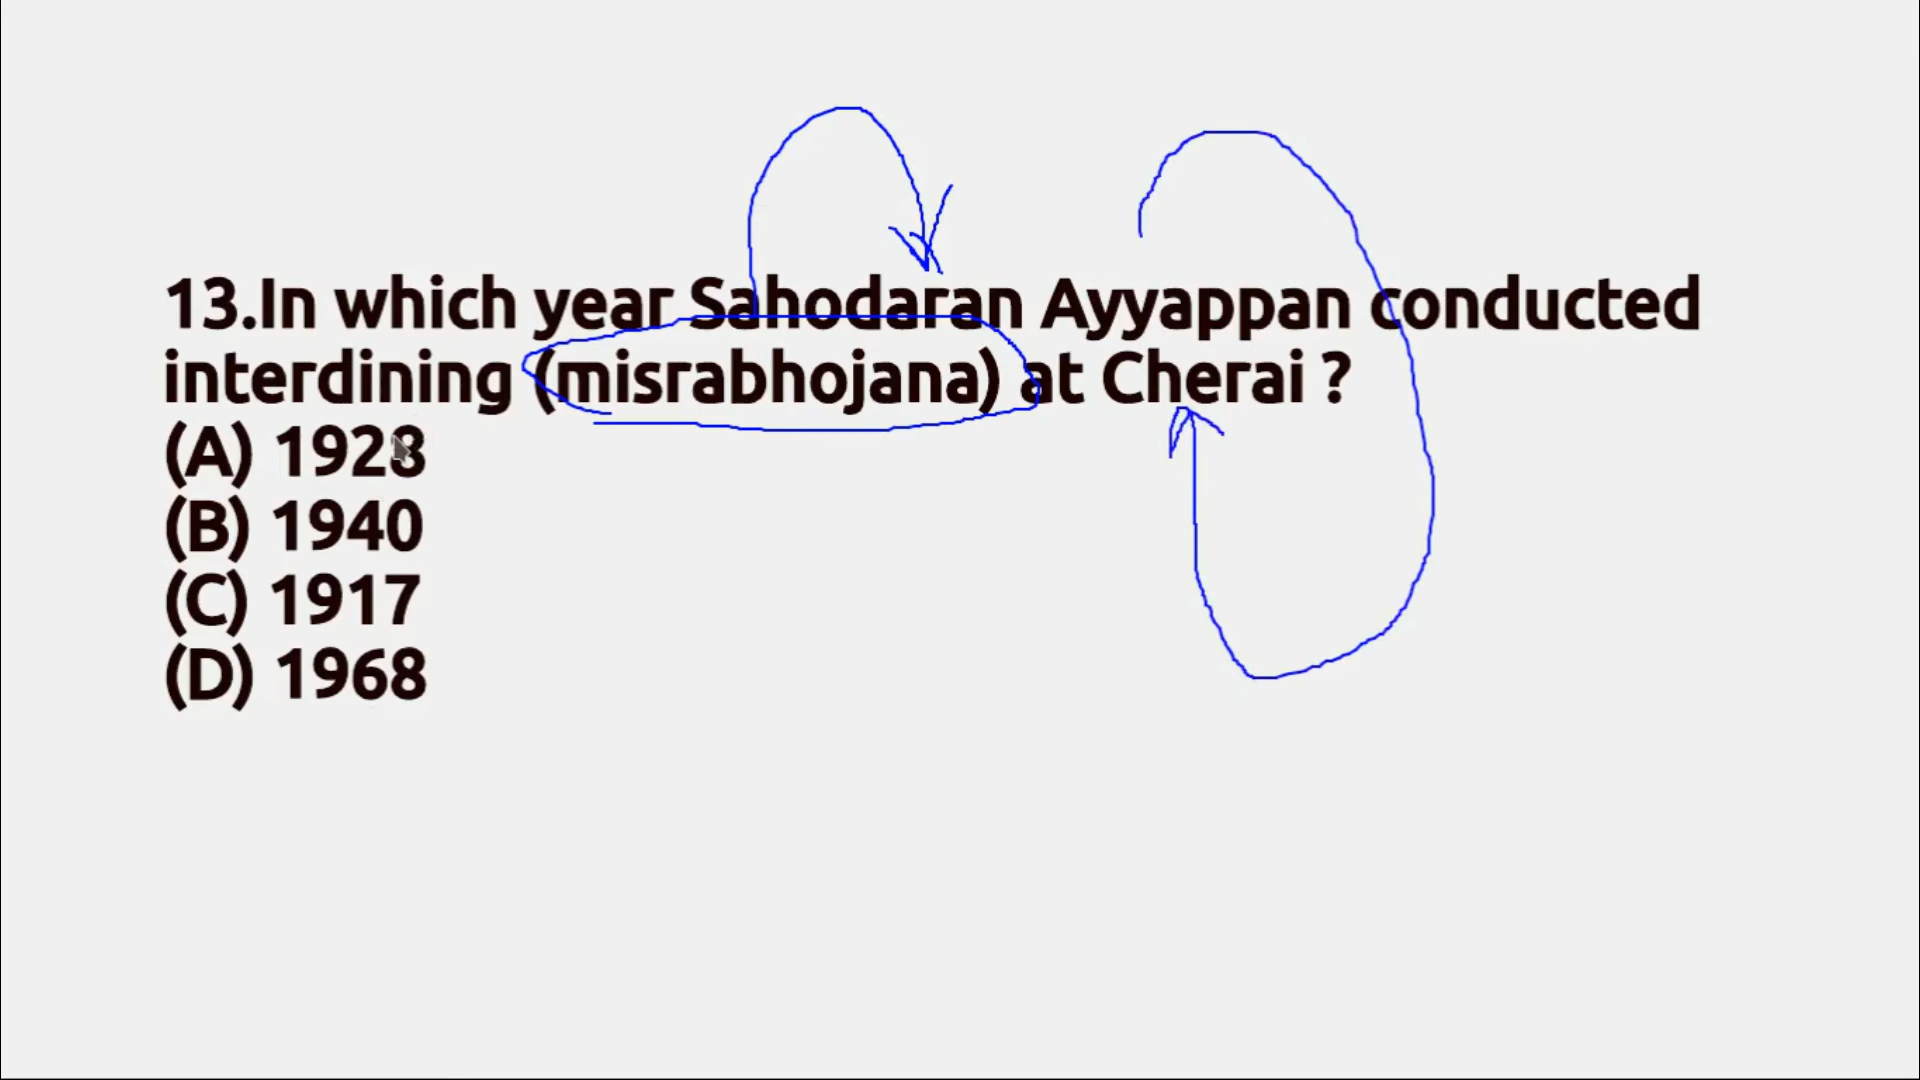 13.In which year Sahodaran Ayyappan conducted
interdining (misrabhojana) at Cherai ?
(A) 1928
(B) 1940
(C) 1917
(D) 1968